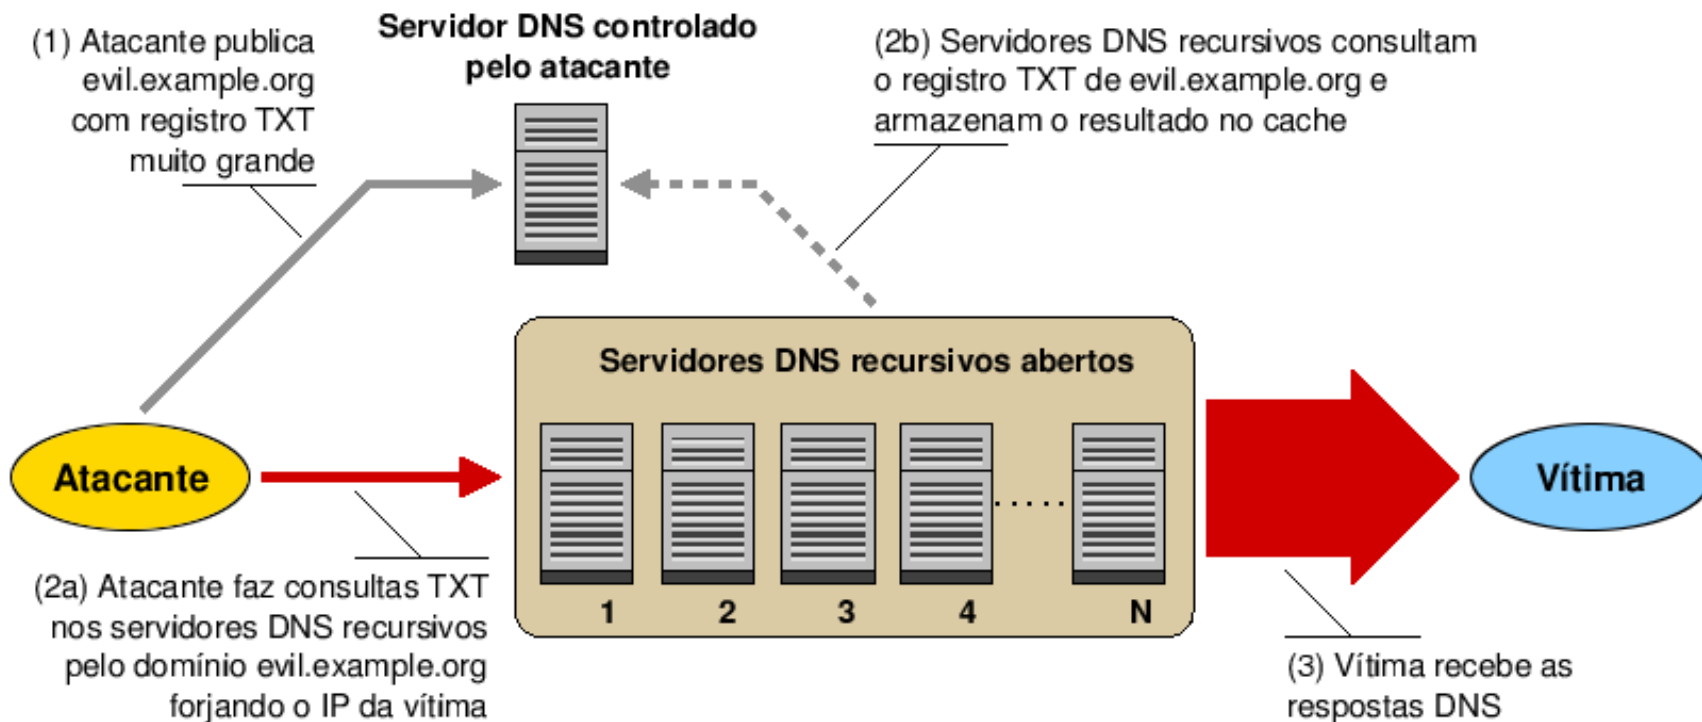 (1) Atacante publica
evil.example.org
com registro TXT
muito grande
Servidor DNS controlado
pelo atacante
(2b) Servidores DNS recursivos consultam
o registro TXT de evil.example.org e
armazenam o resultado no cache
Servidores DNS recursivos abertos
Atacante
Vítima
1 2 3 4 N
(2a) Atacante faz consultas TXT
nos servidores DNS recursivos
pelo domínio evil.example.org
forjando o IP da vítima
(3) Vítima recebe as
respostas DNS